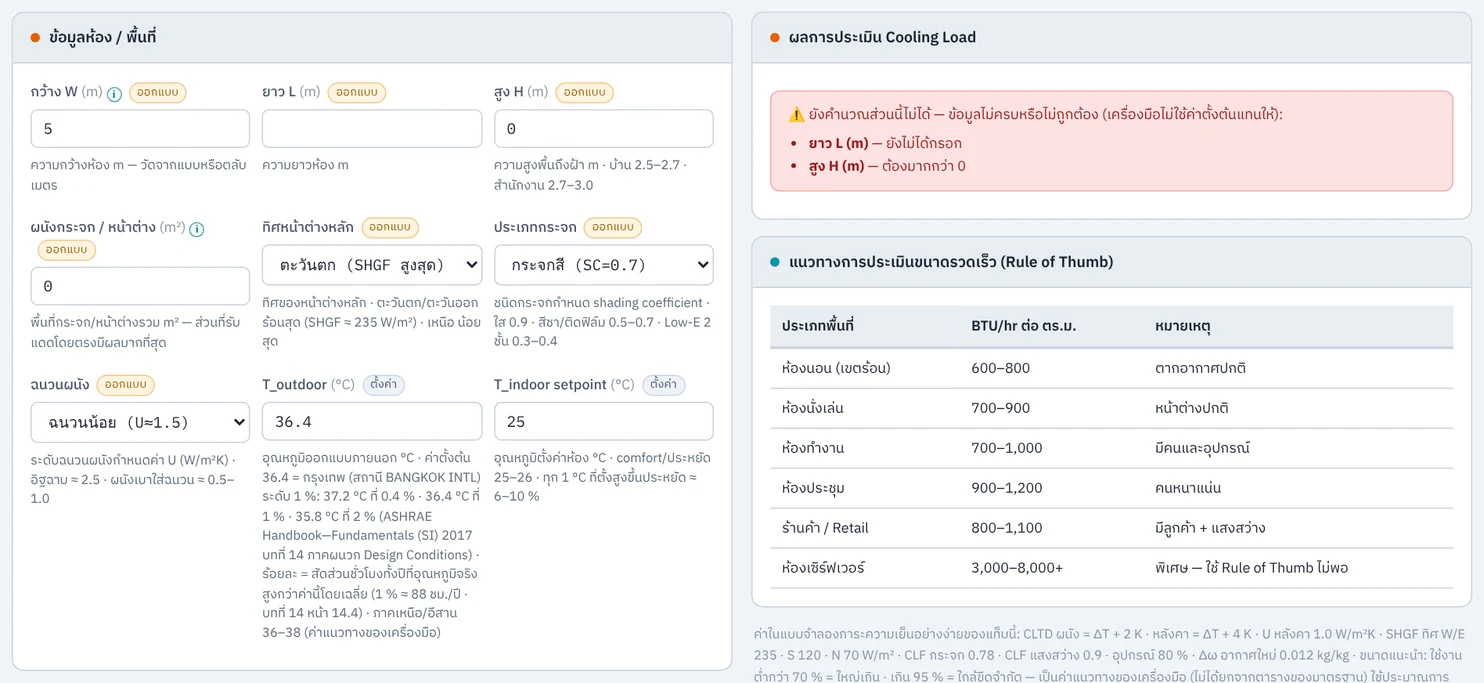 ข้อมูลห้อง / พื้นที่
กว้าง W (m) i ออกแบบ
5
ความกว้างห้อง m — วัดจากแบบหรือตลับ
เมตร
ยาว L (m) ออกแบบ
ความยาวห้อง m
สูง H (m) ออกแบบ
0
ความสูงพื้นถึงฝ้า m · บ้าน 2.5–2.7 ·
สำนักงาน 2.7–3.0
ผนังกระจก / หน้าต่าง (m²) i
ออกแบบ
0
พื้นที่กระจก/หน้าต่างรวม m² — ส่วนที่รับ
แดดโดยตรงมีผลมากที่สุด
ทิศหน้าต่างหลัก ออกแบบ
ตะวันตก (SHGF สูงสุด)
ทิศของหน้าต่างหลัก · ตะวันตก/ตะวันออก
ร้อนสุด (SHGF ≈ 235 W/m²) · เหนือ น้อย
สุด
ประเภทกระจก ออกแบบ
กระจกสี (SC=0.7)
ชนิดกระจกกำหนด shading coefficient ·
ใส 0.9 · สีชา/ติดฟิล์ม 0.5–0.7 · Low-E 2
ชั้น 0.3–0.4
ฉนวนผนัง ออกแบบ
ฉนวนน้อย (U≈1.5)
ระดับฉนวนผนังกำหนดค่า U (W/m²K) ·
อิฐฉาบ ≈ 2.5 · ผนังเบาใส่ฉนวน ≈ 0.5–
1.0
T_outdoor (°C) ตั้งค่า
36.4
อุณหภูมิออกแบบภายนอก °C · ค่าตั้งต้น
36.4 = กรุงเทพ (สถานี BANGKOK INTL)
ระดับ 1 %: 37.2 °C ที่ 0.4 % · 36.4 °C ที่
1 % · 35.8 °C ที่ 2 % (ASHRAE
Handbook—Fundamentals (SI) 2017
บทที่ 14 ภาคผนวก Design Conditions) ·
ร้อยละ = สัดส่วนชั่วโมงทั้งปีที่อุณหภูมิจริง
สูงกว่าค่านี้โดยเฉลี่ย (1 % ≈ 88 ชม./ปี ·
บทที่ 14 หน้า 14.4) · ภาคเหนือ/อีสาน
36–38 (ค่าแนวทางของเครื่องมือ)
T_indoor setpoint (°C) ตั้งค่า
25
อุณหภูมิตั้งค่าห้อง °C · comfort/ประหยัด
25–26 · ทุก 1 °C ที่ตั้งสูงขึ้นประหยัด ≈
6–10 %
ผลการประเมิน Cooling Load
⚠️ ยังคำนวณส่วนนี้ไม่ได้ — ข้อมูลไม่ครบหรือไม่ถูกต้อง (เครื่องมือไม่ใช้ค่าตั้งต้นแทนให้):
• ยาว L (m) — ยังไม่ได้กรอก
• สูง H (m) — ต้องมากกว่า 0
แนวทางการประเมินขนาดรวดเร็ว (Rule of Thumb)
ประเภทพื้นที่ BTU/hr ต่อ ตร.ม. หมายเหตุ
ห้องนอน (เขตร้อน) 600–800 ตากอากาศปกติ
ห้องนั่งเล่น 700–900 หน้าต่างปกติ
ห้องทำงาน 700–1,000 มีคนและอุปกรณ์
ห้องประชุม 900–1,200 คนหนาแน่น
ร้านค้า / Retail 800–1,100 มีลูกค้า + แสงสว่าง
ห้องเซิร์ฟเวอร์ 3,000–8,000+ พิเศษ — ใช้ Rule of Thumb ไม่พอ
ค่าในแบบจำลองภาระความเย็นอย่างง่ายของแท็บนี้: CLTD ผนัง = ΔT + 2 K · หลังคา = ΔT + 4 K · U หลังคา 1.0 W/m²K · SHGF ทิศ W/E
235 · S 120 · N 70 W/m² · CLF กระจก 0.78 · CLF แสงสว่าง 0.9 · อุปกรณ์ 80 % · Δω อากาศใหม่ 0.012 kg/kg · ขนาดแนะนำ: ใช้งาน
ต่ำกว่า 70 % = ใหญ่เกิน · เกิน 95 % = ใกล้ขีดจำกัด — เป็นค่าแนวทางของเครื่องมือ (ไม่ได้ยกจากตารางของมาตรฐาน) ใช้ประมาณการ